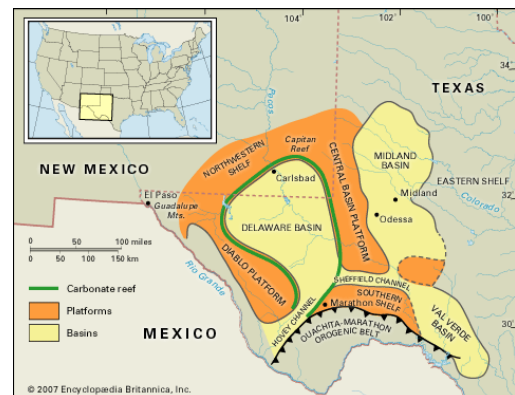 104°
102°
100°
34°
TEXAS
Pecos
NORTHWESTERN
SHELF
Capitan
Reef
CENTRAL BASIN PLATFORM
MIDLAND
BASIN
NEW MEXICO
Carlsbad
EASTERN SHELF
El Paso
Guadalupe
Mts.
Midland
Colorado
32°
DELAWARE BASIN
Odessa
0 50 100 miles
0 50 100 150 km
DIABLO PLATFORM
Rio Grande
SHEFFIELD CHANNEL
Carbonate reef
Platforms
Basins
SOUTHERN
Marathon SHELF
HOVEY CHANNEL
VAL VERDE
BASIN
30°
MEXICO
OUACHITA-MARATHON
OROGENIC BELT
© 2007 Encyclopædia Britannica, Inc.